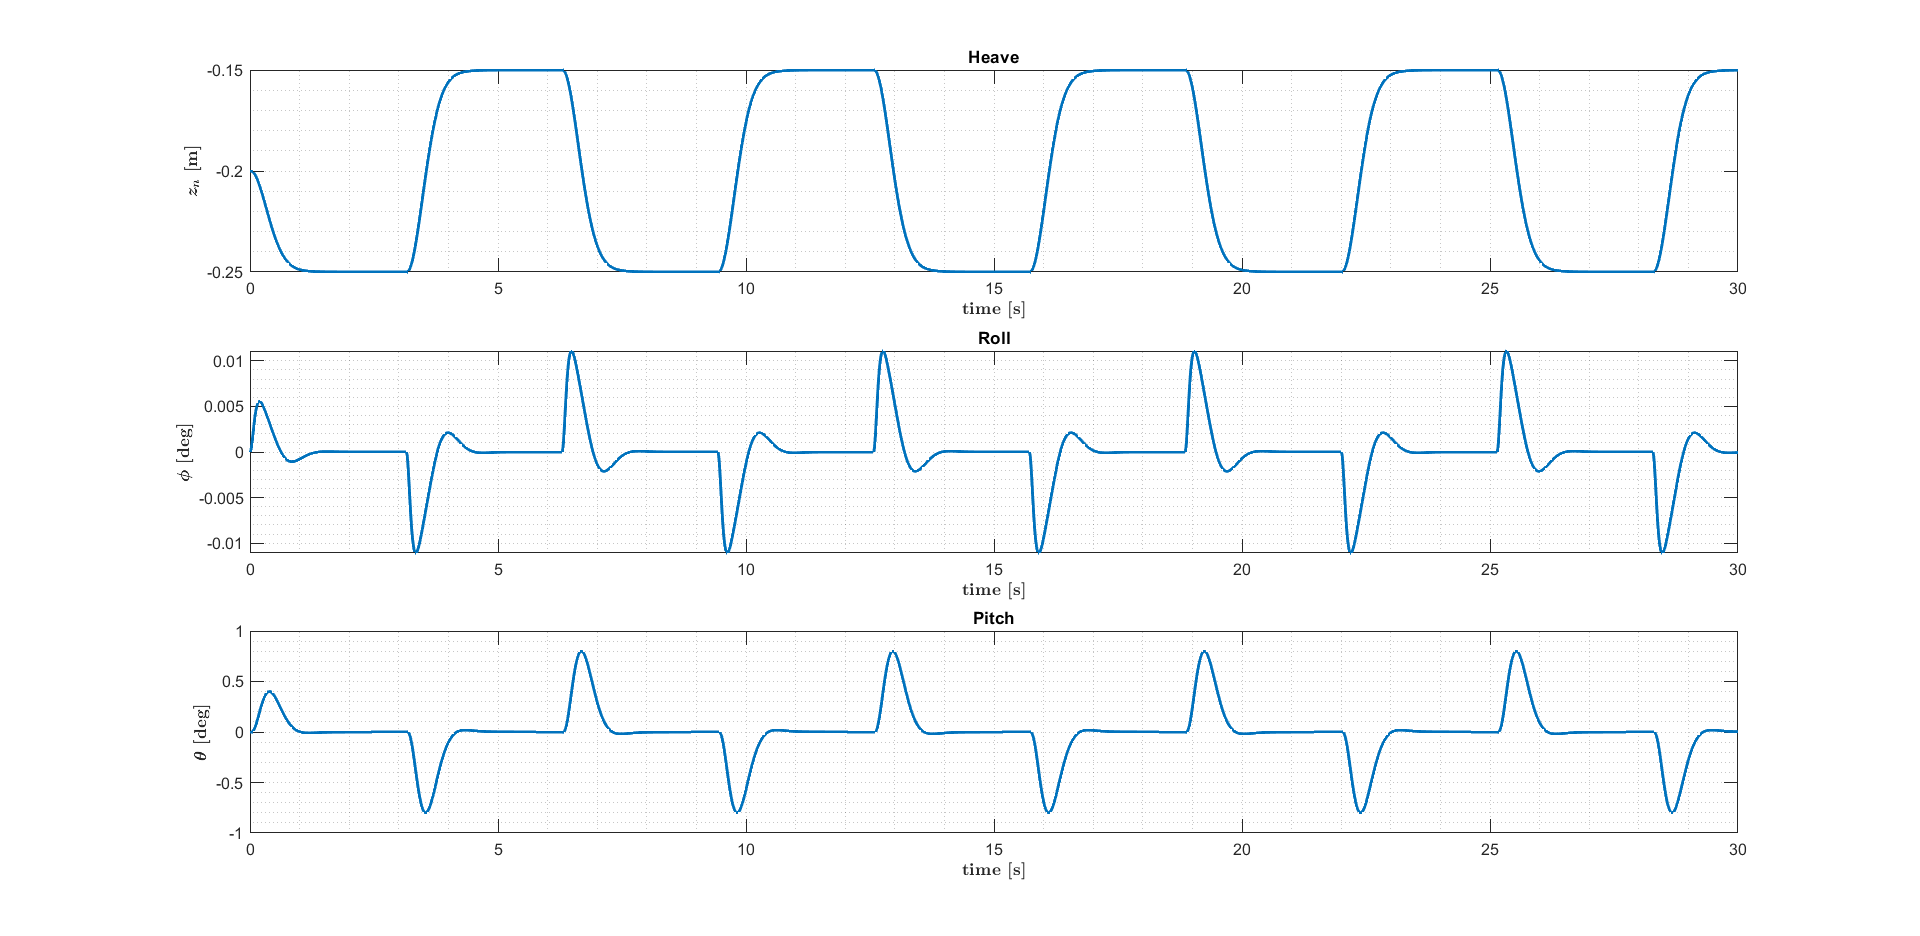 Heave
-0.15
-0.2
-0.25
zₙ [m]
0 5 10 15 20 25 30
time [s]
Roll
0.01
0.005
0
-0.005
-0.01
ϕ [deg]
0 5 10 15 20 25 30
time [s]
Pitch
1
0.5
0
-0.5
-1
θ [deg]
0 5 10 15 20 25 30
time [s]